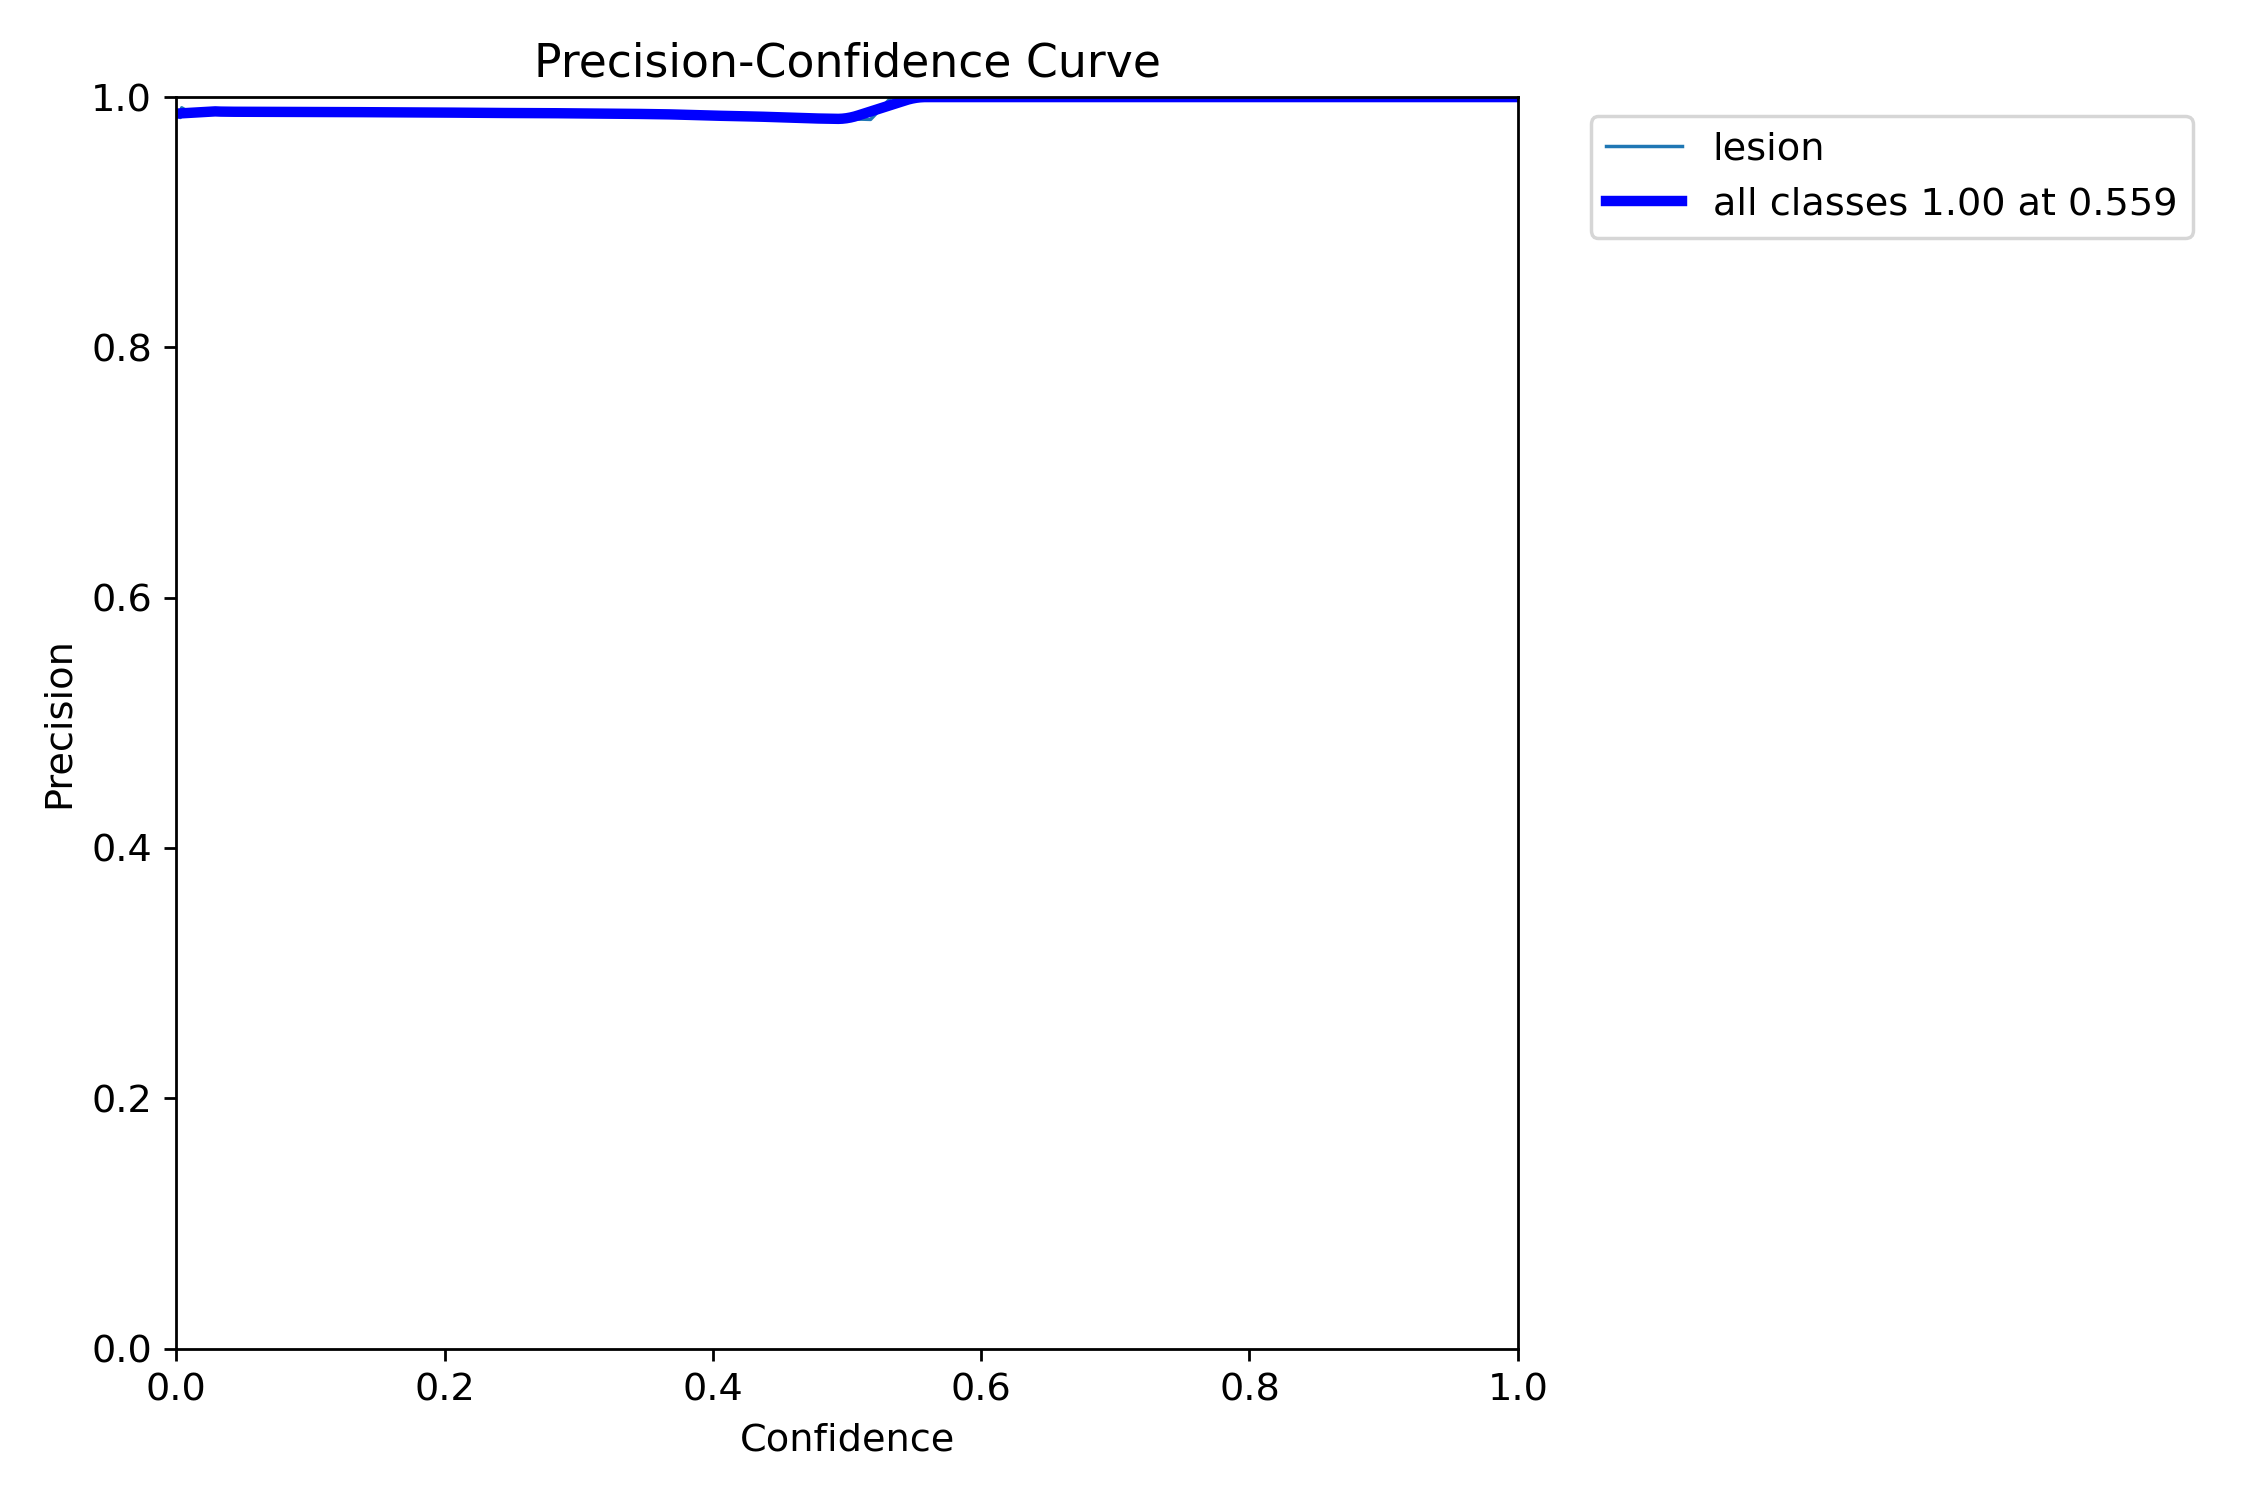 Precision-Confidence Curve
1.0
0.8
0.6
0.4
0.2
0.0
Precision
0.0 0.2 0.4 0.6 0.8 1.0
Confidence
lesion
all classes 1.00 at 0.559